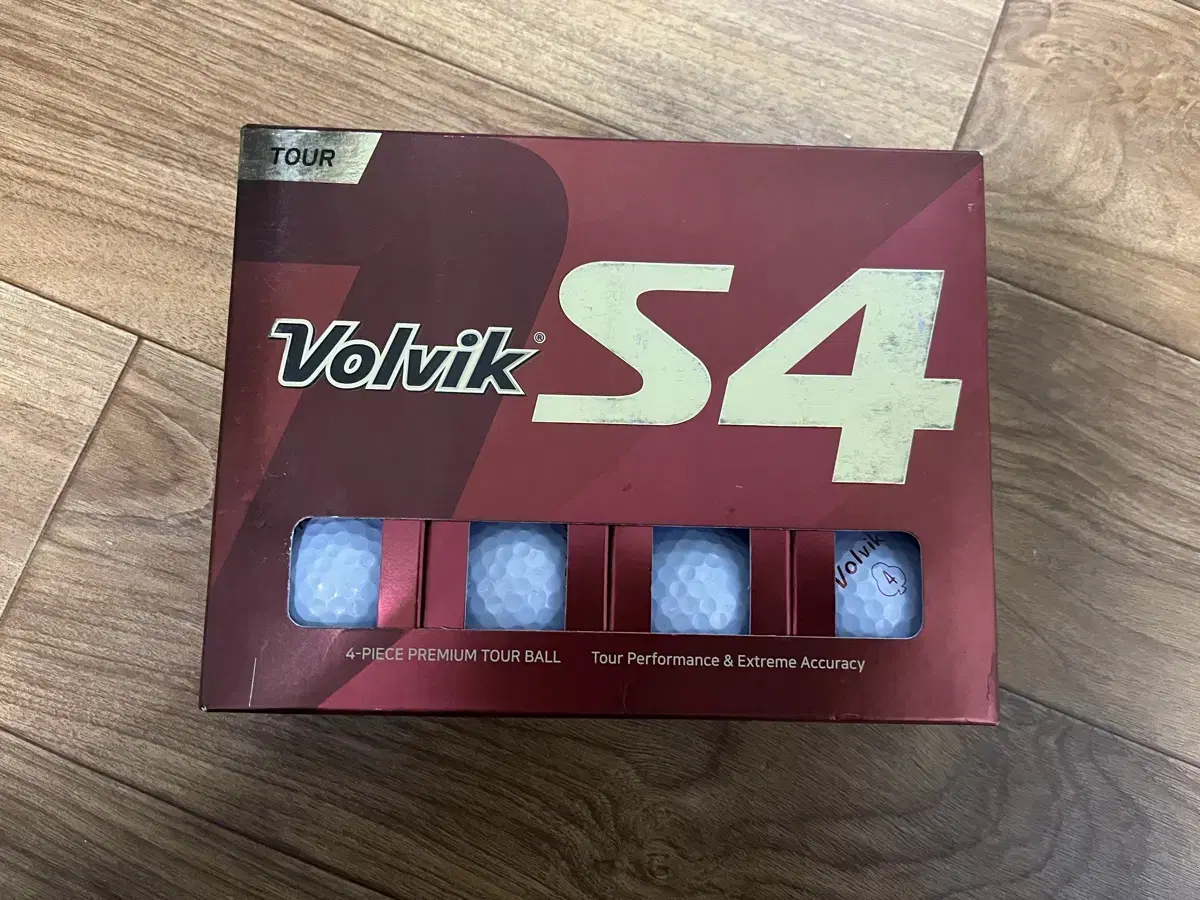 TOUR
Volvik® S4
Volvik
4
4-PIECE PREMIUM TOUR BALL
Tour Performance & Extreme Accuracy